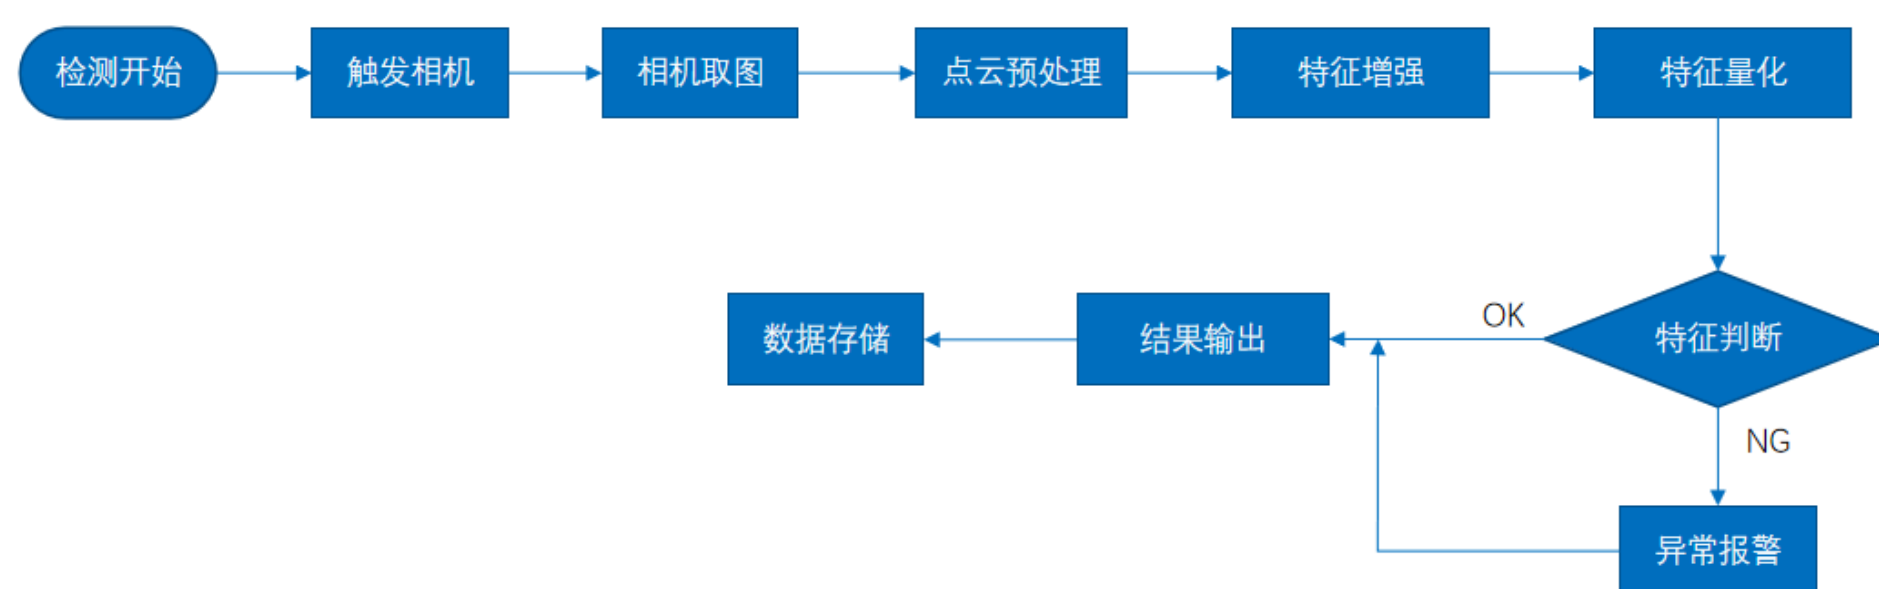 检测开始
触发相机
相机取图
点云预处理
特征增强
特征量化
数据存储
结果输出
OK
特征判断
NG
异常报警